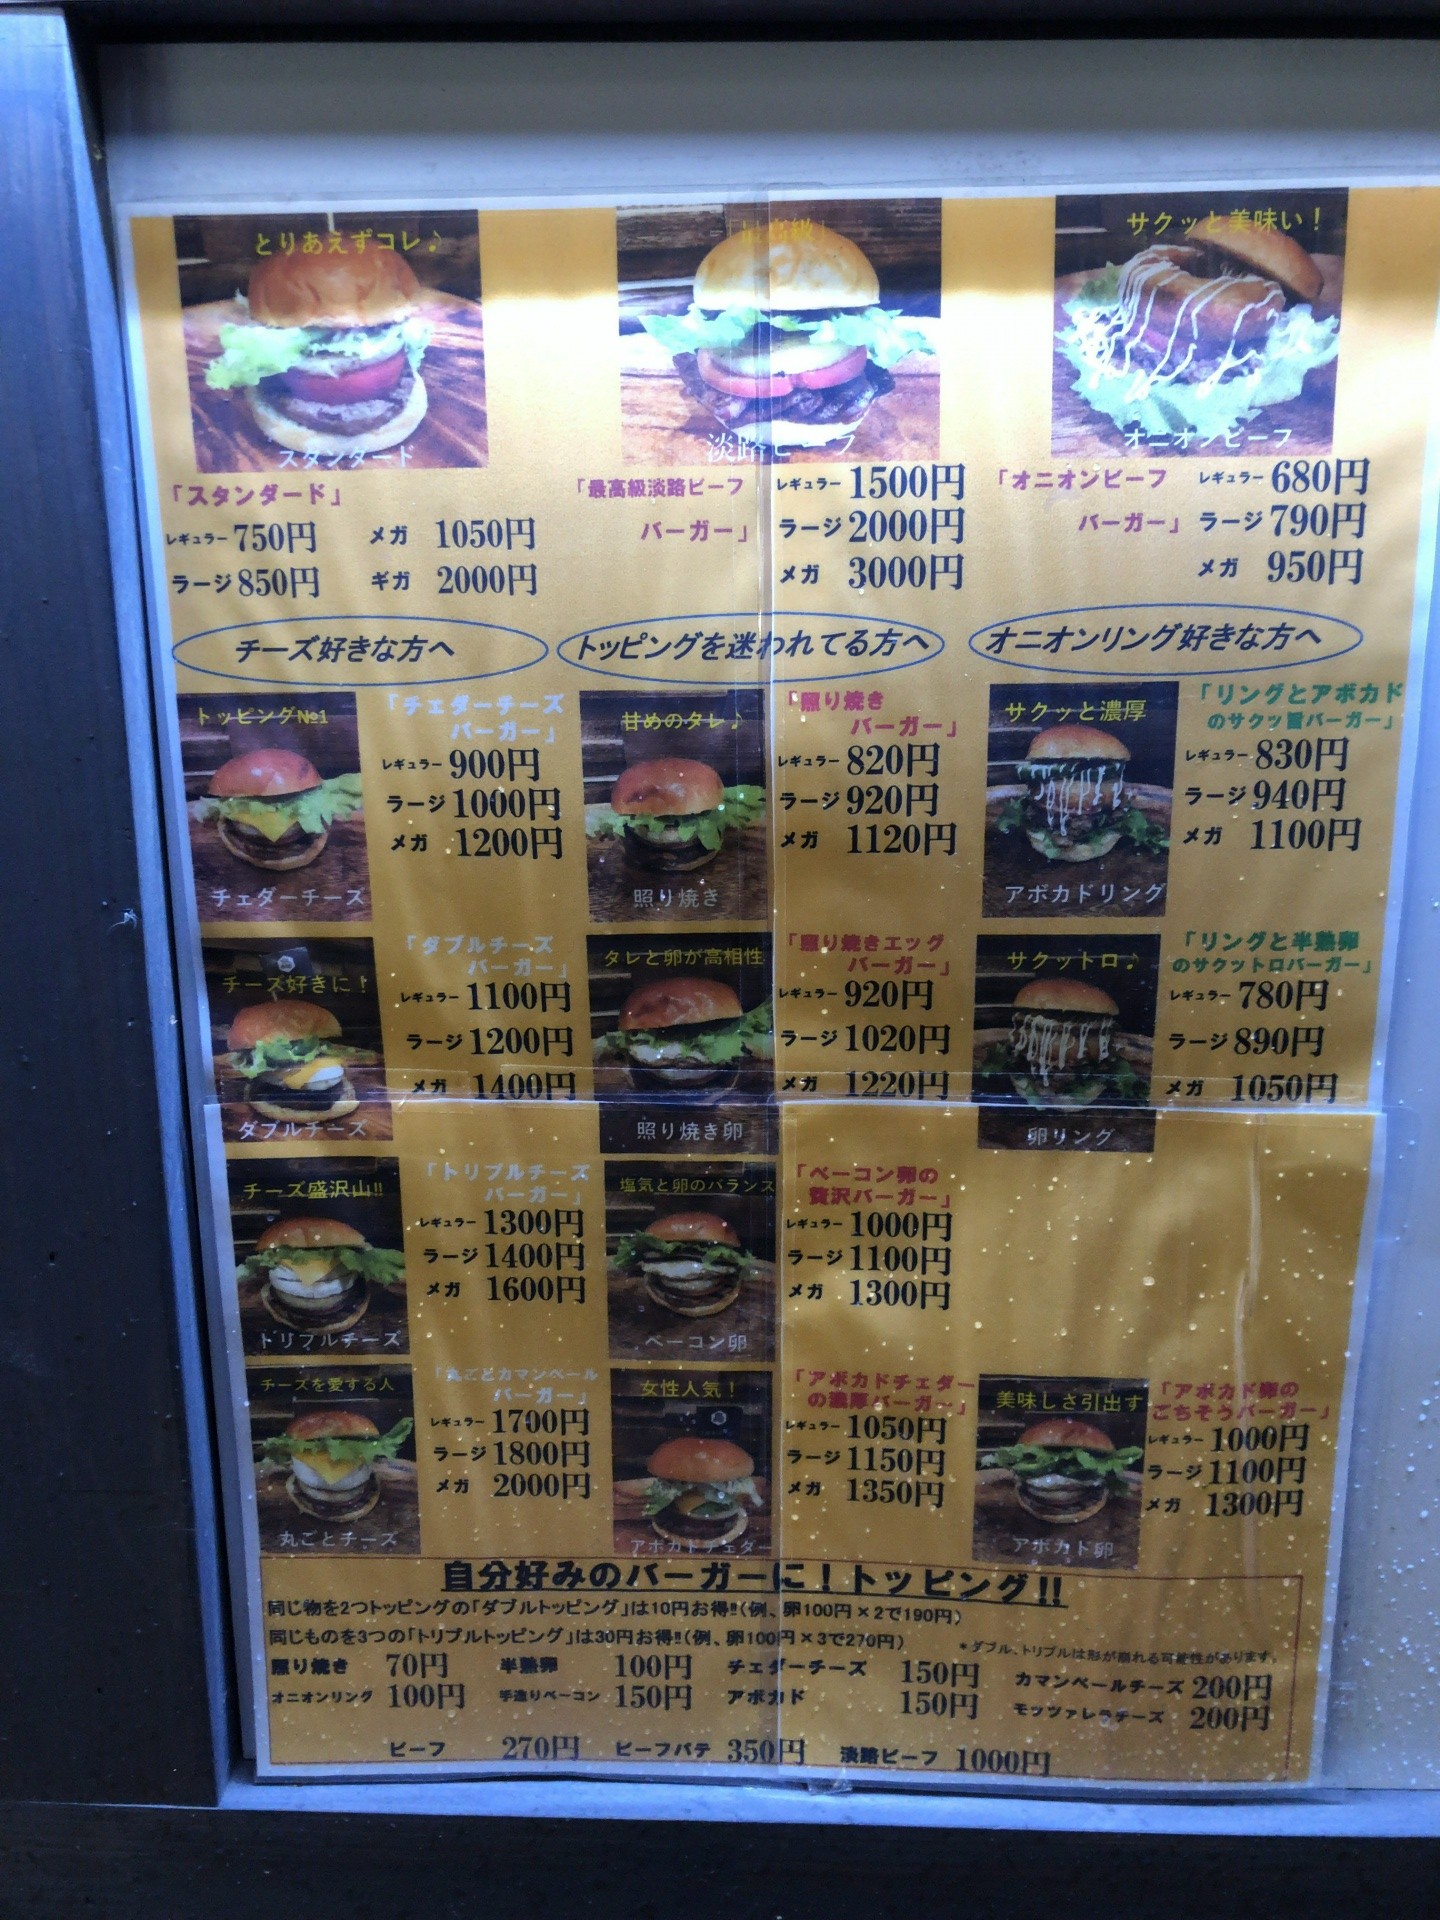 とりあえずコレ♪
スタンダード
「スタンダード」
レギュラー 750円 メガ 1050円
ラージ 850円 ギガ 2000円
「最高級」
淡路ビーフ
「最高級淡路ビーフ
バーガー」
レギュラー 1500円
ラージ 2000円
メガ 3000円
サクッと美味い!
オニオンビーフ
「オニオンビーフ
バーガー」
レギュラー 680円
ラージ 790円
メガ 950円
チーズ好きな方へ
トッピングNo1
チェダーチーズ
「チェダーチーズ
バーガー」
レギュラー 900円
ラージ 1000円
メガ 1200円
チーズ好きに!
ダブルチーズ
「ダブルチーズ
バーガー」
レギュラー 1100円
ラージ 1200円
メガ 1400円
チーズ盛沢山!!
トリプルチーズ
「トリプルチーズ
バーガー」
レギュラー 1300円
ラージ 1400円
メガ 1600円
チーズを愛する人
丸ごとチーズ
「丸ごとカマンベール
バーガー」
レギュラー 1700円
ラージ 1800円
メガ 2000円
トッピングを迷われてる方へ
甘めのタレ♪
照り焼き
「照り焼き
バーガー」
レギュラー 820円
ラージ 920円
メガ 1120円
タレと卵が高相性
照り焼き卵
「照り焼きエッグ
バーガー」
レギュラー 920円
ラージ 1020円
メガ 1220円
塩気と卵のバランス
ベーコン卵
「ベーコン卵の
贅沢バーガー」
レギュラー 1000円
ラージ 1100円
メガ 1300円
女性人気!
アボカドチェダー
「アボカドチェダー
の濃厚バーガー」
レギュラー 1050円
ラージ 1150円
メガ 1350円
オニオンリング好きな方へ
サクッと濃厚
アボカドリング
「リングとアボカド
のサクッ旨バーガー」
レギュラー 830円
ラージ 940円
メガ 1100円
サクットロ♪
卵リング
「リングと半熟卵
のサクットロバーガー」
レギュラー 780円
ラージ 890円
メガ 1050円
美味しさ引出す
アボカド卵
「アボカド卵の
ごちそうバーガー」
レギュラー 1000円
ラージ 1100円
メガ 1300円
自分好みのバーガーに!トッピング!!
同じ物を2つトッピングの「ダブルトッピング」は10円お得!!(例、卵100円×2で190円)
同じものを3つの「トリプルトッピング」は30円お得!!(例、卵100円×3で270円)
*ダブル、トリプルは形が崩れる可能性があります。
照り焼き 70円 半熟卵 100円 チェダーチーズ 150円 カマンベールチーズ 200円
オニオンリング 100円 手造りベーコン 150円 アボカド 150円 モッツァレラチーズ 200円
ビーフ 270円 ビーフパテ 350円 淡路ビーフ 1000円